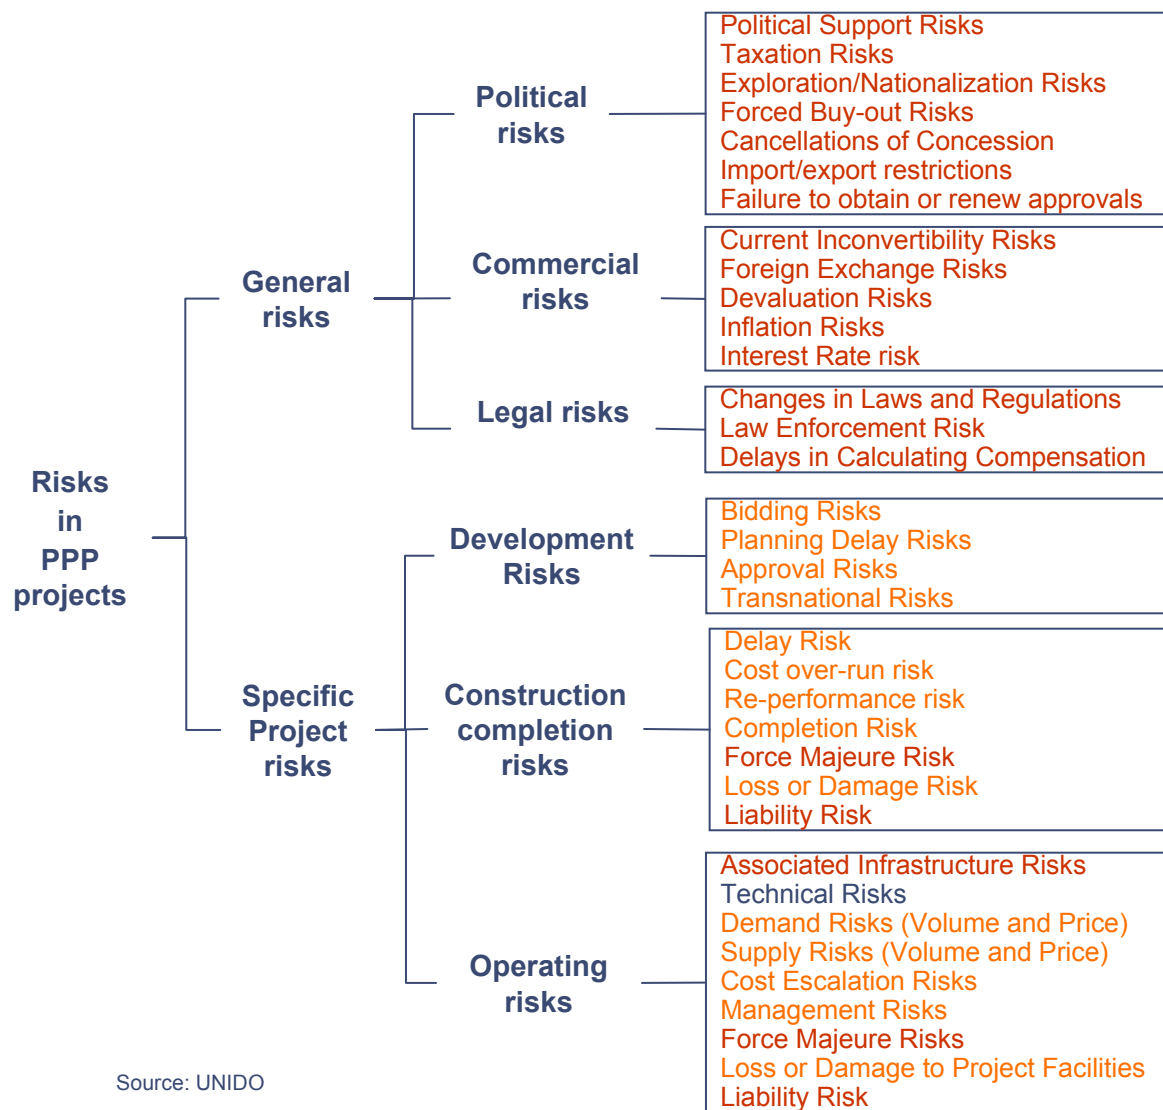 Risks
in
PPP
projects
General
risks
Political
risks
Political Support Risks
Taxation Risks
Exploration/Nationalization Risks
Forced Buy-out Risks
Cancellations of Concession
Import/export restrictions
Failure to obtain or renew approvals
Commercial
risks
Current Inconvertibility Risks
Foreign Exchange Risks
Devaluation Risks
Inflation Risks
Interest Rate risk
Legal risks
Changes in Laws and Regulations
Law Enforcement Risk
Delays in Calculating Compensation
Specific
Project
risks
Development
Risks
Bidding Risks
Planning Delay Risks
Approval Risks
Transnational Risks
Construction
completion
risks
Delay Risk
Cost over-run risk
Re-performance risk
Completion Risk
Force Majeure Risk
Loss or Damage Risk
Liability Risk
Operating
risks
Associated Infrastructure Risks
Technical Risks
Demand Risks (Volume and Price)
Supply Risks (Volume and Price)
Cost Escalation Risks
Management Risks
Force Majeure Risks
Loss or Damage to Project Facilities
Liability Risk
Source: UNIDO